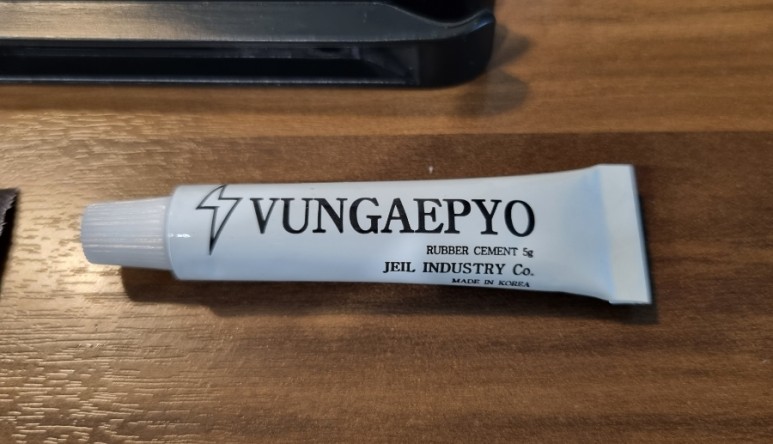 VUNGAEPYO
RUBBER CEMENT 5g
JEIL INDUSTRY Co.
MADE IN KOREA